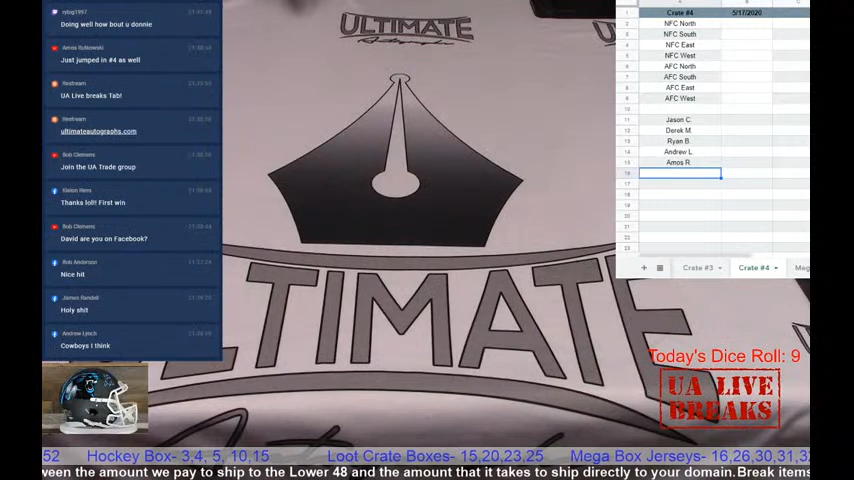 rybig1997
Doing well how bout u donnie
Amos Rutkowski
Just jumped in #4 as well
Restream
UA Live breaks Tab!
Restream
ultimateautographs.com
Bob Clemens
Join the UA Trade group
Thanks lol!! First win
Bob Clemens
David are you on Facebook?
Rob Anderson
Nice hit
James Randall
Holy shit
Andrew Lynch
Cowboys I think
ULTIMATE
ULTIMATE
Crate #4 5/17/2020
NFC North
NFC South
NFC East
NFC West
AFC North
AFC South
AFC East
AFC West
Jason C.
Derek M.
Ryan B.
Andrew L.
Amos R.
Crate #3 Crate #4 Meg
Today's Dice Roll: 9
UA LIVE
BREAKS
52 Hockey Box- 3,4, 5, 10,15 Loot Crate Boxes- 15,20,23,25 Mega Box Jerseys- 16,26,30,31,32
ween the amount we pay to ship to the Lower 48 and the amount that it takes to ship directly to your domain.Break items